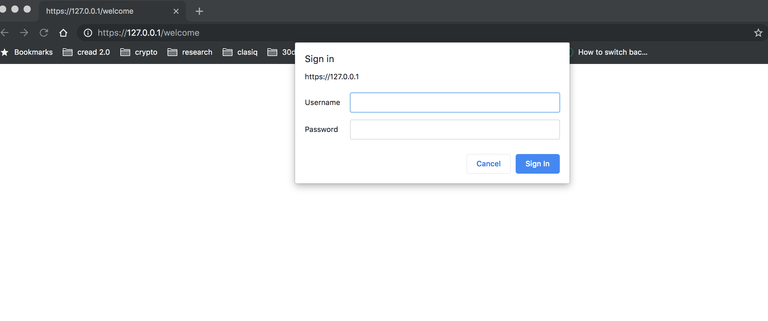 https://127.0.0.1/welcome
https://127.0.0.1/welcome
Bookmarks cread 2.0 crypto research clasiq How to switch bac...
Sign in
https://127.0.0.1
Username
Password
Cancel Sign In